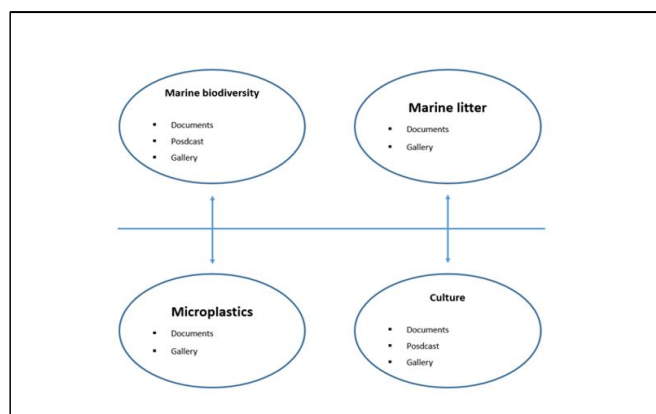 Marine biodiversity
Documents
Posdcast
Gallery
Marine litter
Documents
Gallery
Microplastics
Documents
Gallery
Culture
Documents
Posdcast
Gallery